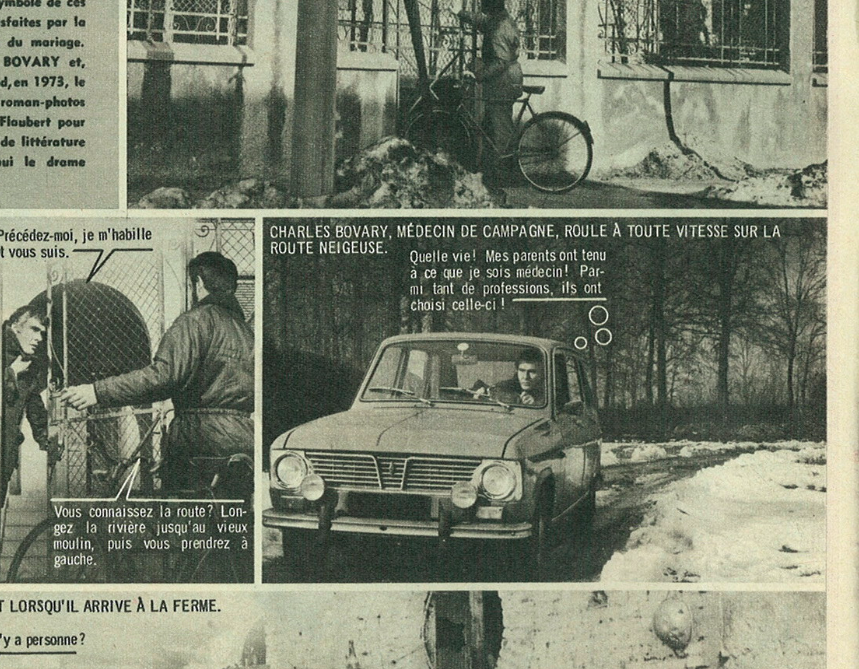 ymbole de ces
sfaites par la
du mariage.
BOVARY et,
d, en 1973, le
roman-photos
Flaubert pour
de littérature
ui le drame
Précédez-moi, je m'habille
t vous suis.
Vous connaissez la route? Lon-
gez la rivière jusqu'au vieux
moulin, puis vous prendrez à
gauche.
CHARLES BOVARY, MÉDECIN DE CAMPAGNE, ROULE À TOUTE VITESSE SUR LA
ROUTE NEIGEUSE.
Quelle vie! Mes parents ont tenu
à ce que je sois médecin! Par-
mi tant de professions, ils ont
choisi celle-ci!
T LORSQU'IL ARRIVE À LA FERME.
'y a personne?